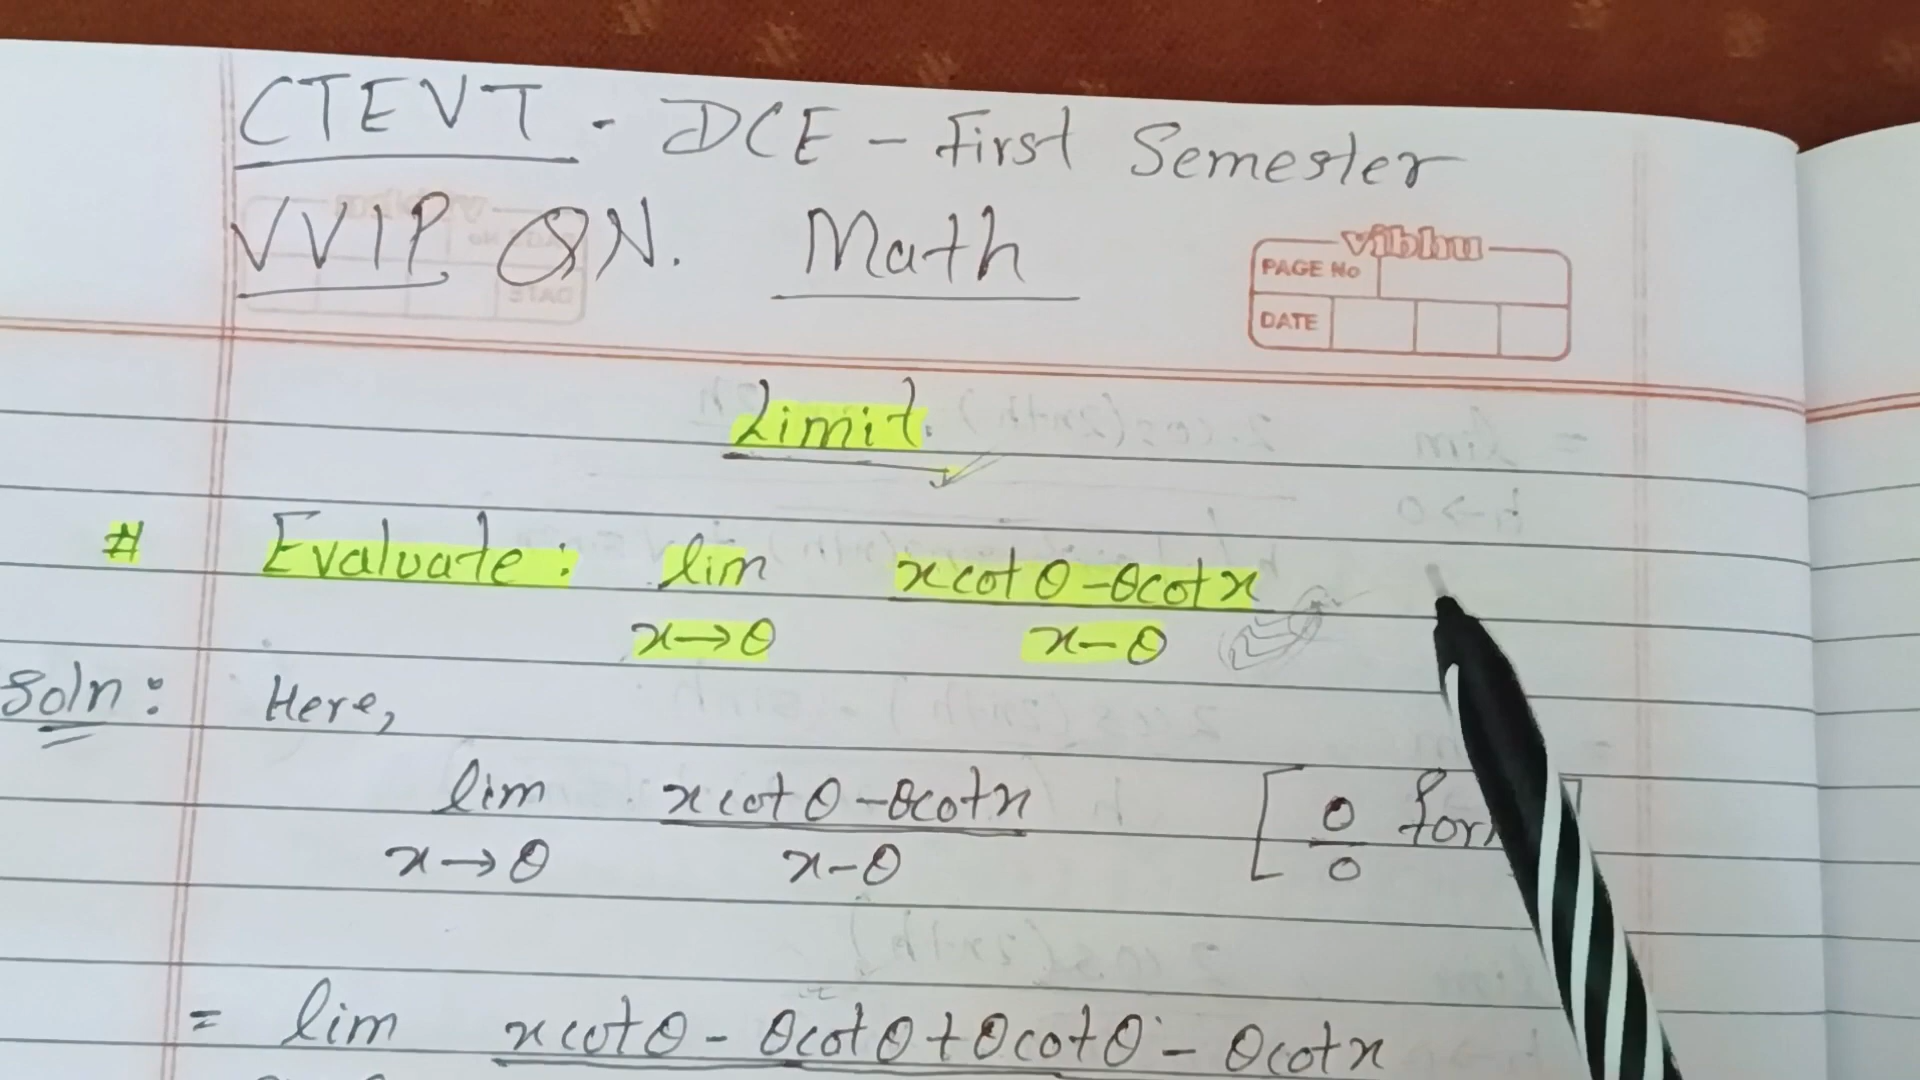 CTEVT - DCE - First Semester
VVIP QN. Math
vibhu
PAGE No
DATE
Limit.
# Evaluate: lim x cot θ - θ cot x
x→θ x-θ
Soln: Here,
lim x cot θ - θ cot x [ 0 form
x→θ x-θ 0
= lim x cot θ - θ cot θ + θ cot θ - θ cot x